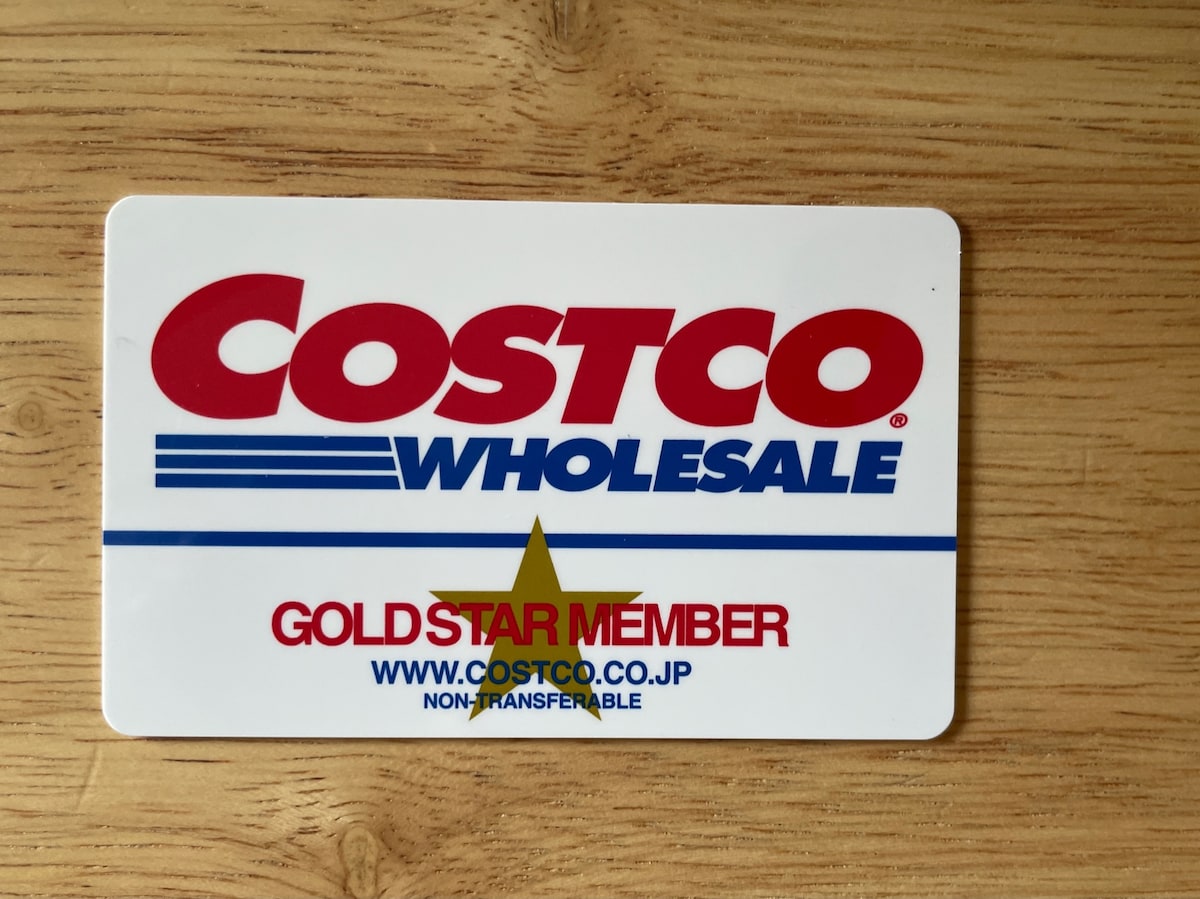 COSTCO®
WHOLESALE
GOLD STAR MEMBER
WWW.COSTCO.CO.JP
NON-TRANSFERABLE